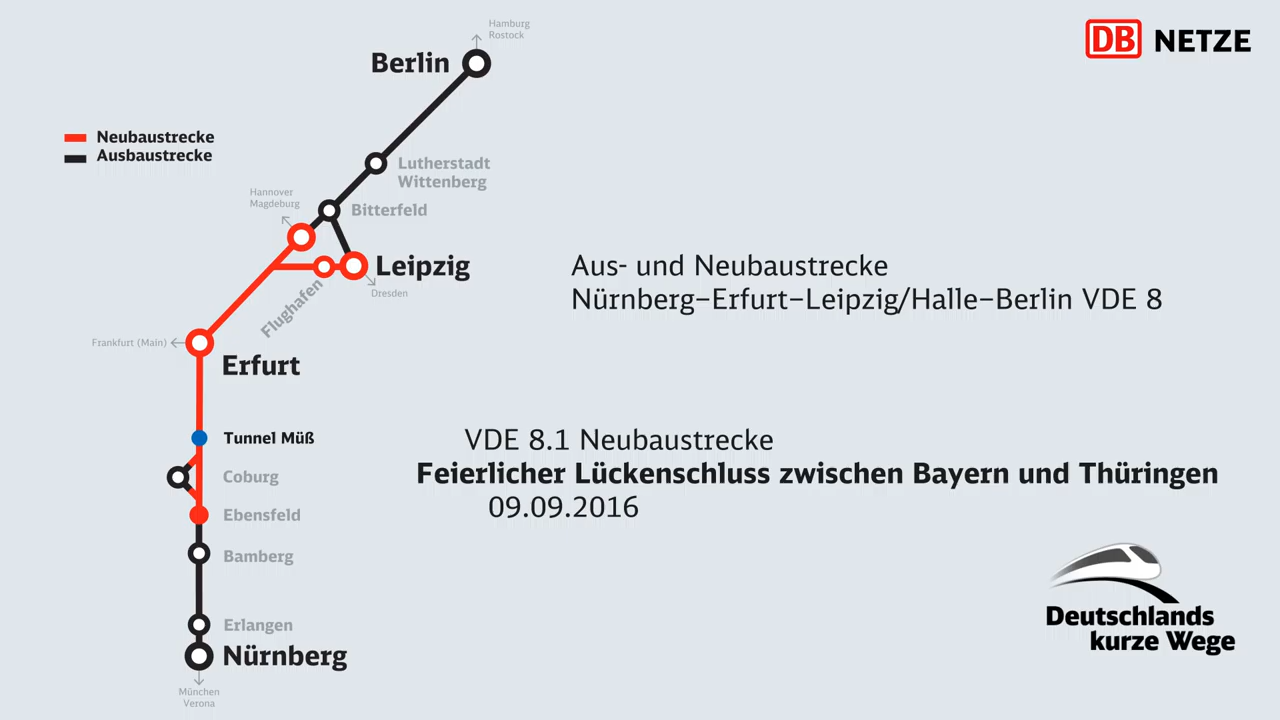 Hamburg
Rostock
DB NETZE
Berlin
Neubaustrecke
Ausbaustrecke
Lutherstadt
Wittenberg
Hannover
Magdeburg
Bitterfeld
Leipzig
Dresden
Flughafen
Aus- und Neubaustrecke
Nürnberg–Erfurt–Leipzig/Halle–Berlin VDE 8
Frankfurt (Main)
Erfurt
Tunnel Müß
Coburg
Ebensfeld
Bamberg
Erlangen
Nürnberg
München
Verona
VDE 8.1 Neubaustrecke
Feierlicher Lückenschluss zwischen Bayern und Thüringen
09.09.2016
Deutschlands
kurze Wege